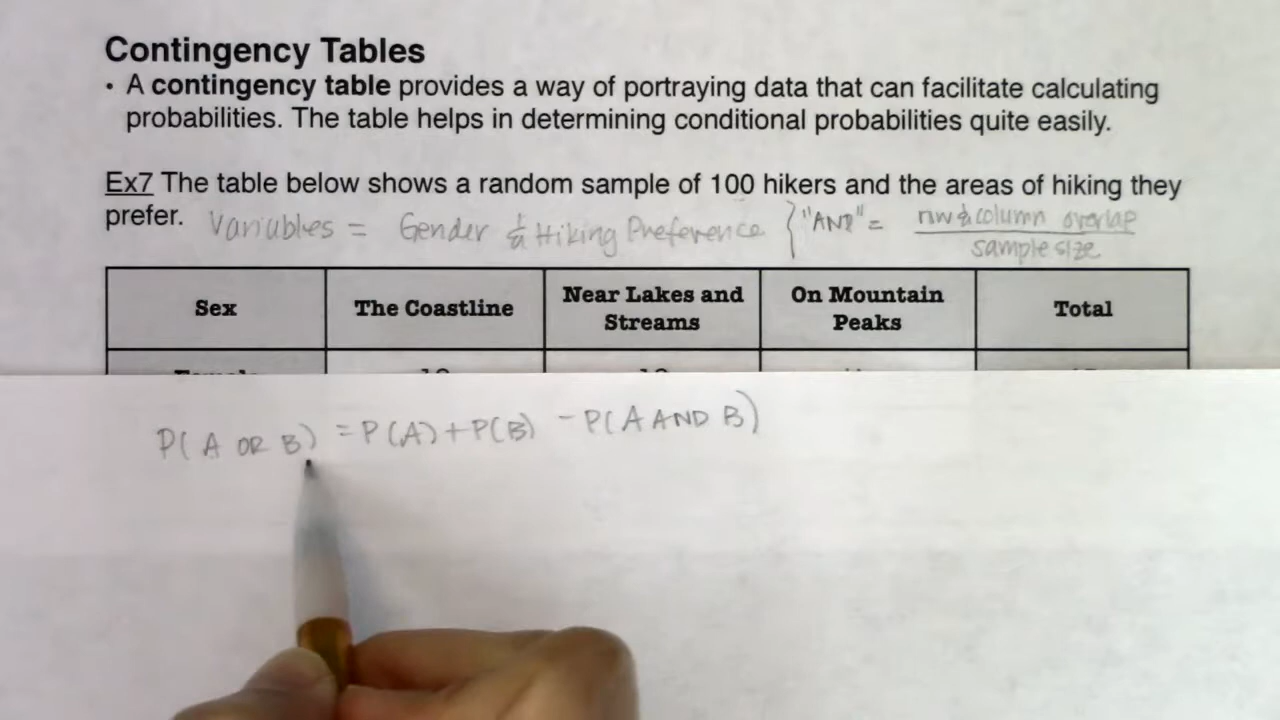 Contingency Tables
• A contingency table provides a way of portraying data that can facilitate calculating
probabilities. The table helps in determining conditional probabilities quite easily.
Ex7 The table below shows a random sample of 100 hikers and the areas of hiking they
prefer.
Variables = Gender & Hiking Preference
"AND" = row & column overlap
sample size
Sex
The Coastline
Near Lakes and
Streams
On Mountain
Peaks
Total
P(A OR B) = P(A) + P(B) - P(A AND B)